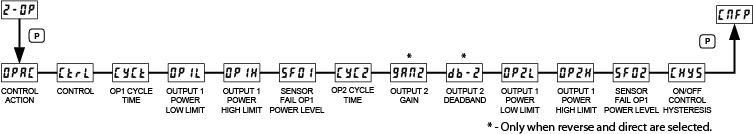 2-OP
CNFP
P
P
*
*
OPAC
CtrL
CYCt
OP1L
OP1H
SFO1
CYC2
GAN2
db-2
OP2L
OP2H
SFO2
CHYS
CONTROL
ACTION
CONTROL
OP1 CYCLE
TIME
OUTPUT 1
POWER
LOW LIMIT
OUTPUT 1
POWER
HIGH LIMIT
SENSOR
FAIL OP1
POWER LEVEL
OP2 CYCLE
TIME
OUTPUT 2
GAIN
OUTPUT 2
DEADBAND
OUTPUT 1
POWER
LOW LIMIT
OUTPUT 1
POWER
HIGH LIMIT
SENSOR
FAIL OP1
POWER LEVEL
ON/OFF
CONTROL
HYSTERESIS
* - Only when reverse and direct are selected.